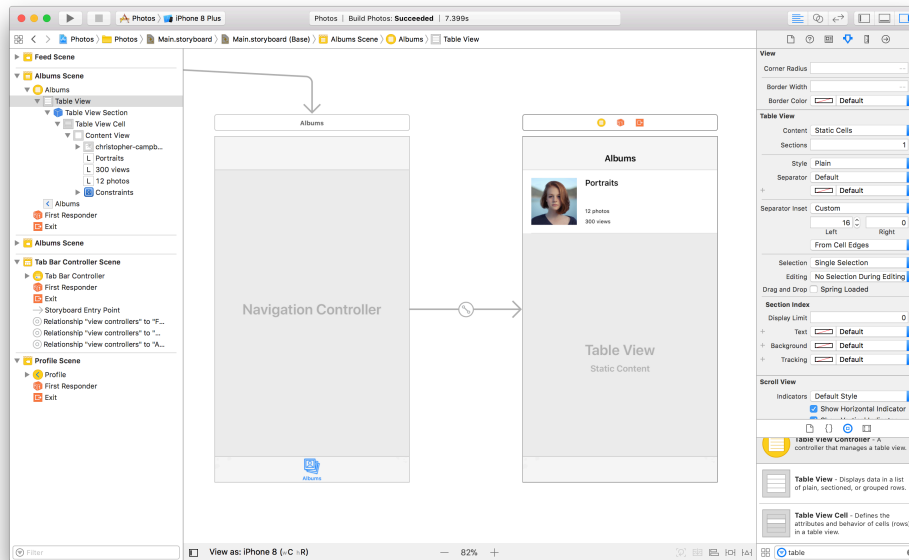 Photos
iPhone 8 Plus
Photos | Build Photos: Succeeded | 7.399s
Photos
Photos
Main.storyboard
Main.storyboard (Base)
Albums Scene
Albums
Table View
Feed Scene
Albums Scene
Albums
Table View
Table View Section
Table View Cell
Content View
christopher-campb...
L Portraits
L 300 views
L 12 photos
Constraints
Albums
First Responder
Exit
Albums Scene
Tab Bar Controller Scene
Tab Bar Controller
First Responder
Exit
Storyboard Entry Point
Relationship "view controllers" to "F...
Relationship "view controllers" to "...
Relationship "view controllers" to "A...
Profile Scene
Profile
First Responder
Exit
Filter
Albums
Navigation Controller
Albums
Albums
Portraits
12 photos
300 views
Table View
Static Content
View as: iPhone 8 (wC hR)
82%
View
Corner Radius
Border Width
Border Color Default
Table View
Content Static Cells
Sections 1
Style Plain
Separator Default
Default
Separator Inset Custom
16 0
Left Right
From Cell Edges
Selection Single Selection
Editing No Selection During Editing
Drag and Drop Spring Loaded
Section Index
Display Limit 0
Text Default
Background Default
Tracking Default
Scroll View
Indicators Default Style
Show Horizontal Indicator
Table View Controller - A
controller that manages a table view.
Table View - Displays data in a list
of plain, sectioned, or grouped rows.
Table View Cell - Defines the
attributes and behavior of cells (rows)
in a table view.
table